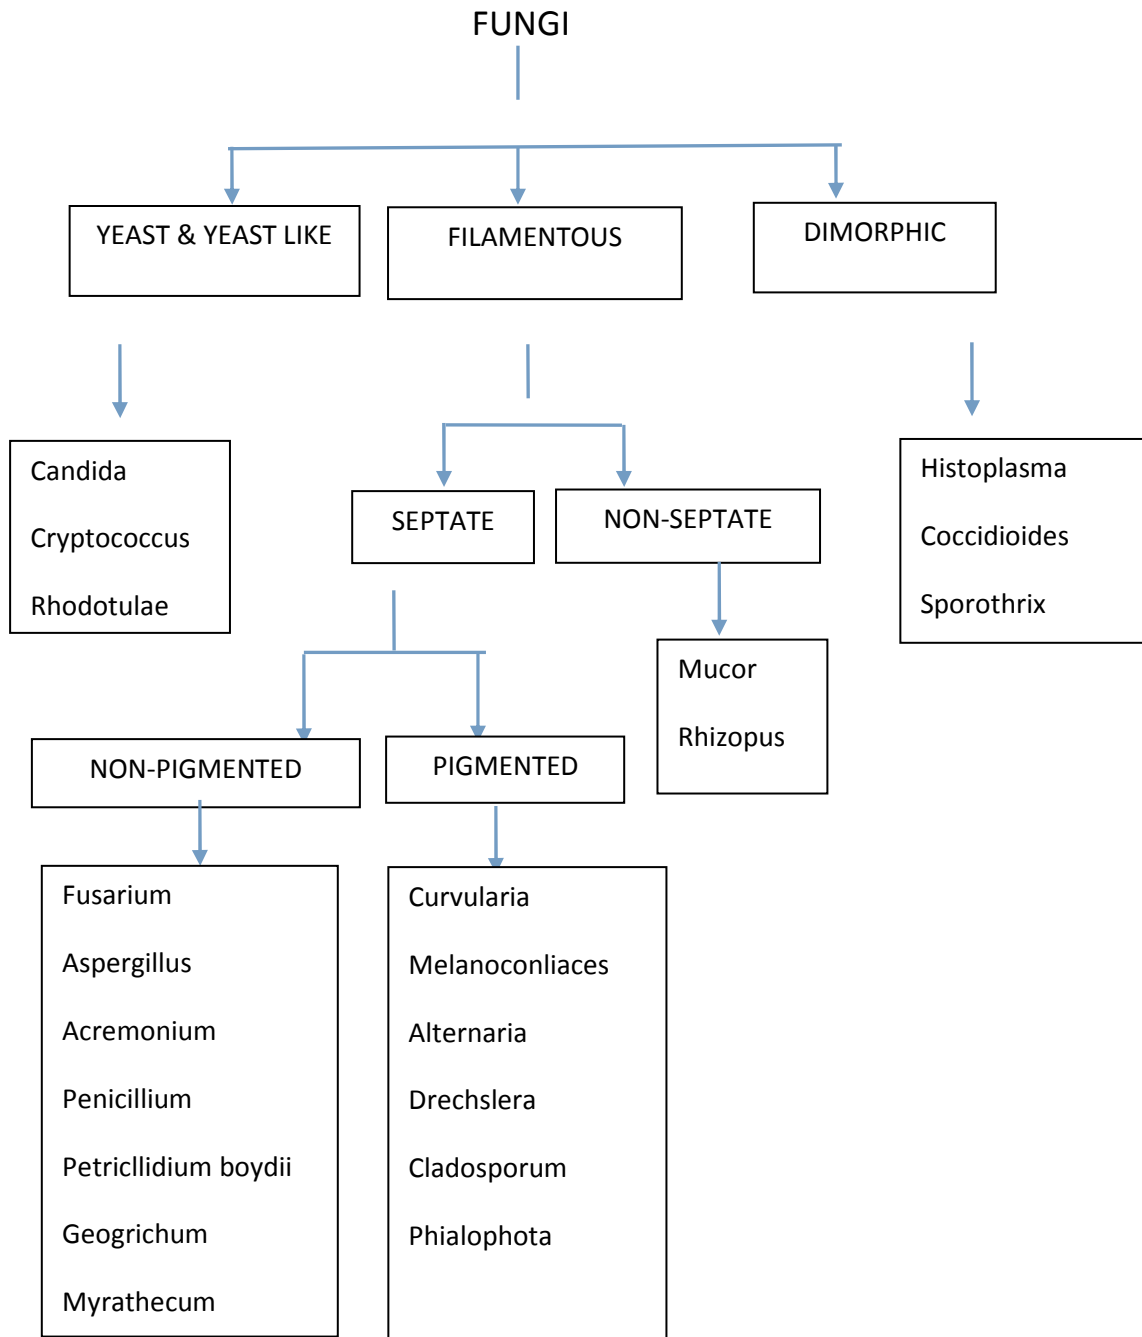 FUNGI
YEAST & YEAST LIKE
FILAMENTOUS
DIMORPHIC
Candida
Cryptococcus
Rhodotulae
SEPTATE
NON-SEPTATE
Histoplasma
Coccidioides
Sporothrix
Mucor
Rhizopus
NON-PIGMENTED
PIGMENTED
Fusarium
Aspergillus
Acremonium
Penicillium
Petricllidium boydii
Geogrichum
Myrathecum
Curvularia
Melanoconliaces
Alternaria
Drechslera
Cladosporum
Phialophota